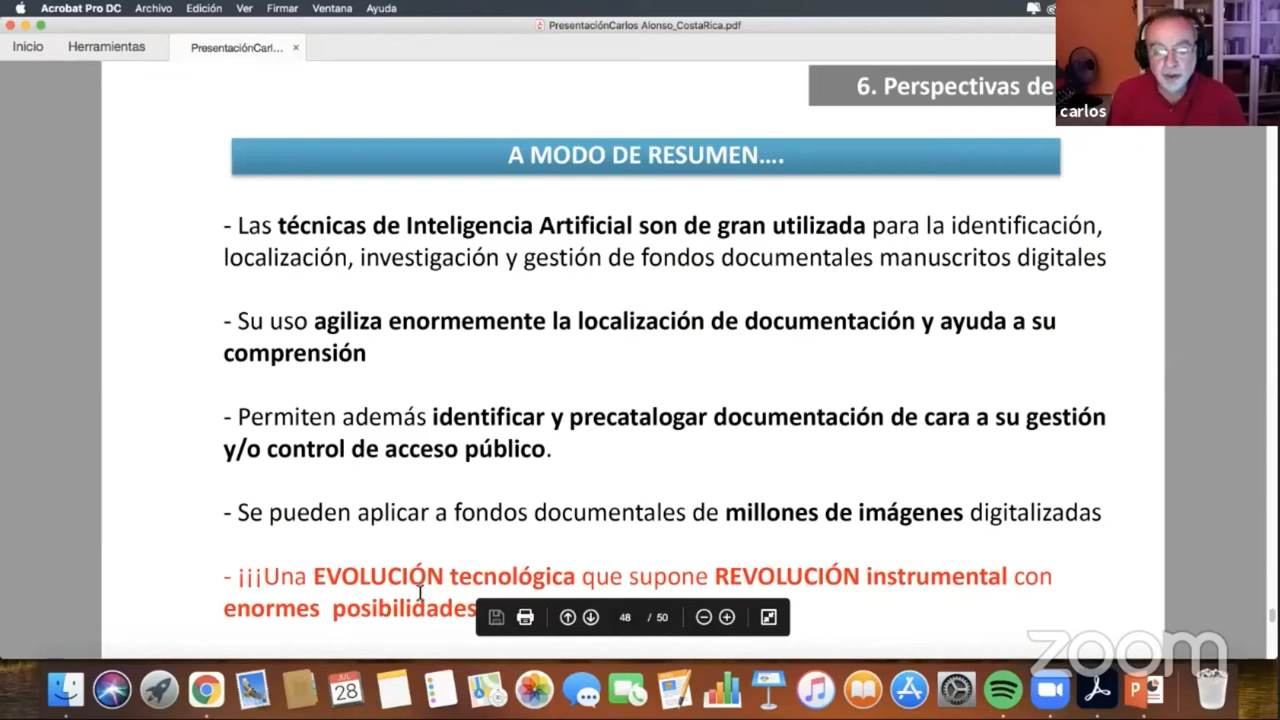 Acrobat Pro DC Archivo Edición Ver Firmar Ventana Ayuda
PresentaciónCarlos Alonso_CostaRica.pdf
Inicio Herramientas PresentaciónCarl... ×
6. Perspectivas de
carlos
A MODO DE RESUMEN....
- Las técnicas de Inteligencia Artificial son de gran utilizada para la identificación,
localización, investigación y gestión de fondos documentales manuscritos digitales
- Su uso agiliza enormemente la localización de documentación y ayuda a su
comprensión
- Permiten además identificar y precatalogar documentación de cara a su gestión
y/o control de acceso público.
- Se pueden aplicar a fondos documentales de millones de imágenes digitalizadas
- ¡¡¡Una EVOLUCIÓN tecnológica que supone REVOLUCIÓN instrumental con
enormes posibilidades
48 / 50
zoom
JUL
28